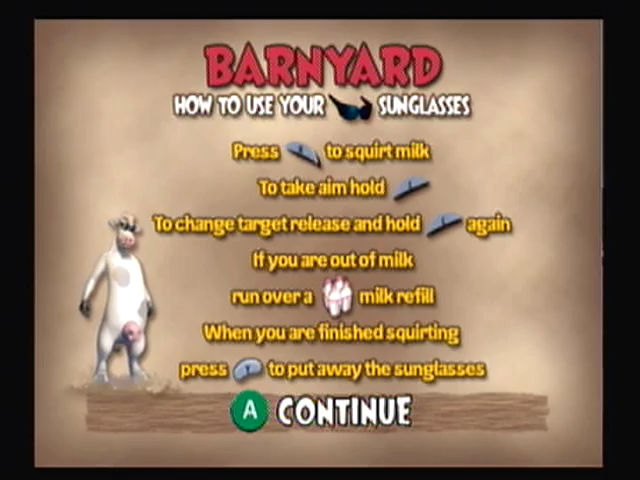 BARNYARD
HOW TO USE YOUR SUNGLASSES
Press to squirt milk
To take aim hold
To change target release and hold again
If you are out of milk
run over a milk refill
When you are finished squirting
press to put away the sunglasses
A CONTINUE